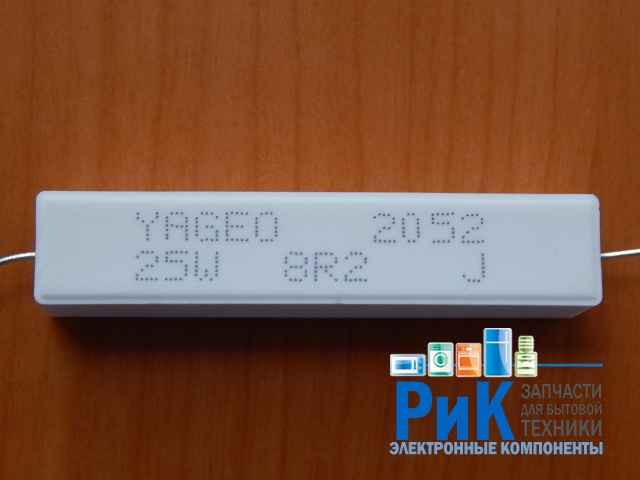 YAGEO 2052
25W 8R2 J
РиК
ЗАПЧАСТИ
ДЛЯ БЫТОВОЙ
ТЕХНИКИ
ЭЛЕКТРОННЫЕ КОМПОНЕНТЫ